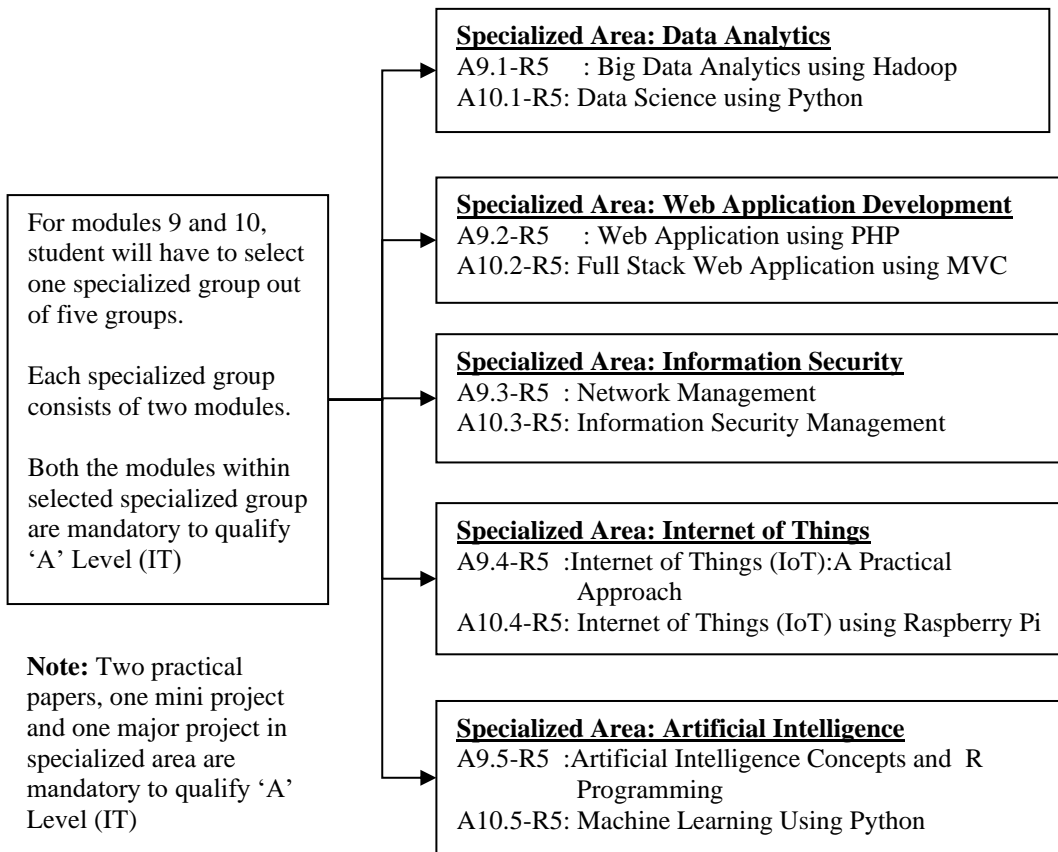 For modules 9 and 10,
student will have to select
one specialized group out
of five groups.
Each specialized group
consists of two modules.
Both the modules within
selected specialized group
are mandatory to qualify
‘A’ Level (IT)
Note: Two practical
papers, one mini project
and one major project in
specialized area are
mandatory to qualify ‘A’
Level (IT)
Specialized Area: Data Analytics
A9.1-R5 : Big Data Analytics using Hadoop
A10.1-R5: Data Science using Python
Specialized Area: Web Application Development
A9.2-R5 : Web Application using PHP
A10.2-R5: Full Stack Web Application using MVC
Specialized Area: Information Security
A9.3-R5 : Network Management
A10.3-R5: Information Security Management
Specialized Area: Internet of Things
A9.4-R5 :Internet of Things (IoT):A Practical
Approach
A10.4-R5: Internet of Things (IoT) using Raspberry Pi
Specialized Area: Artificial Intelligence
A9.5-R5 :Artificial Intelligence Concepts and R
Programming
A10.5-R5: Machine Learning Using Python